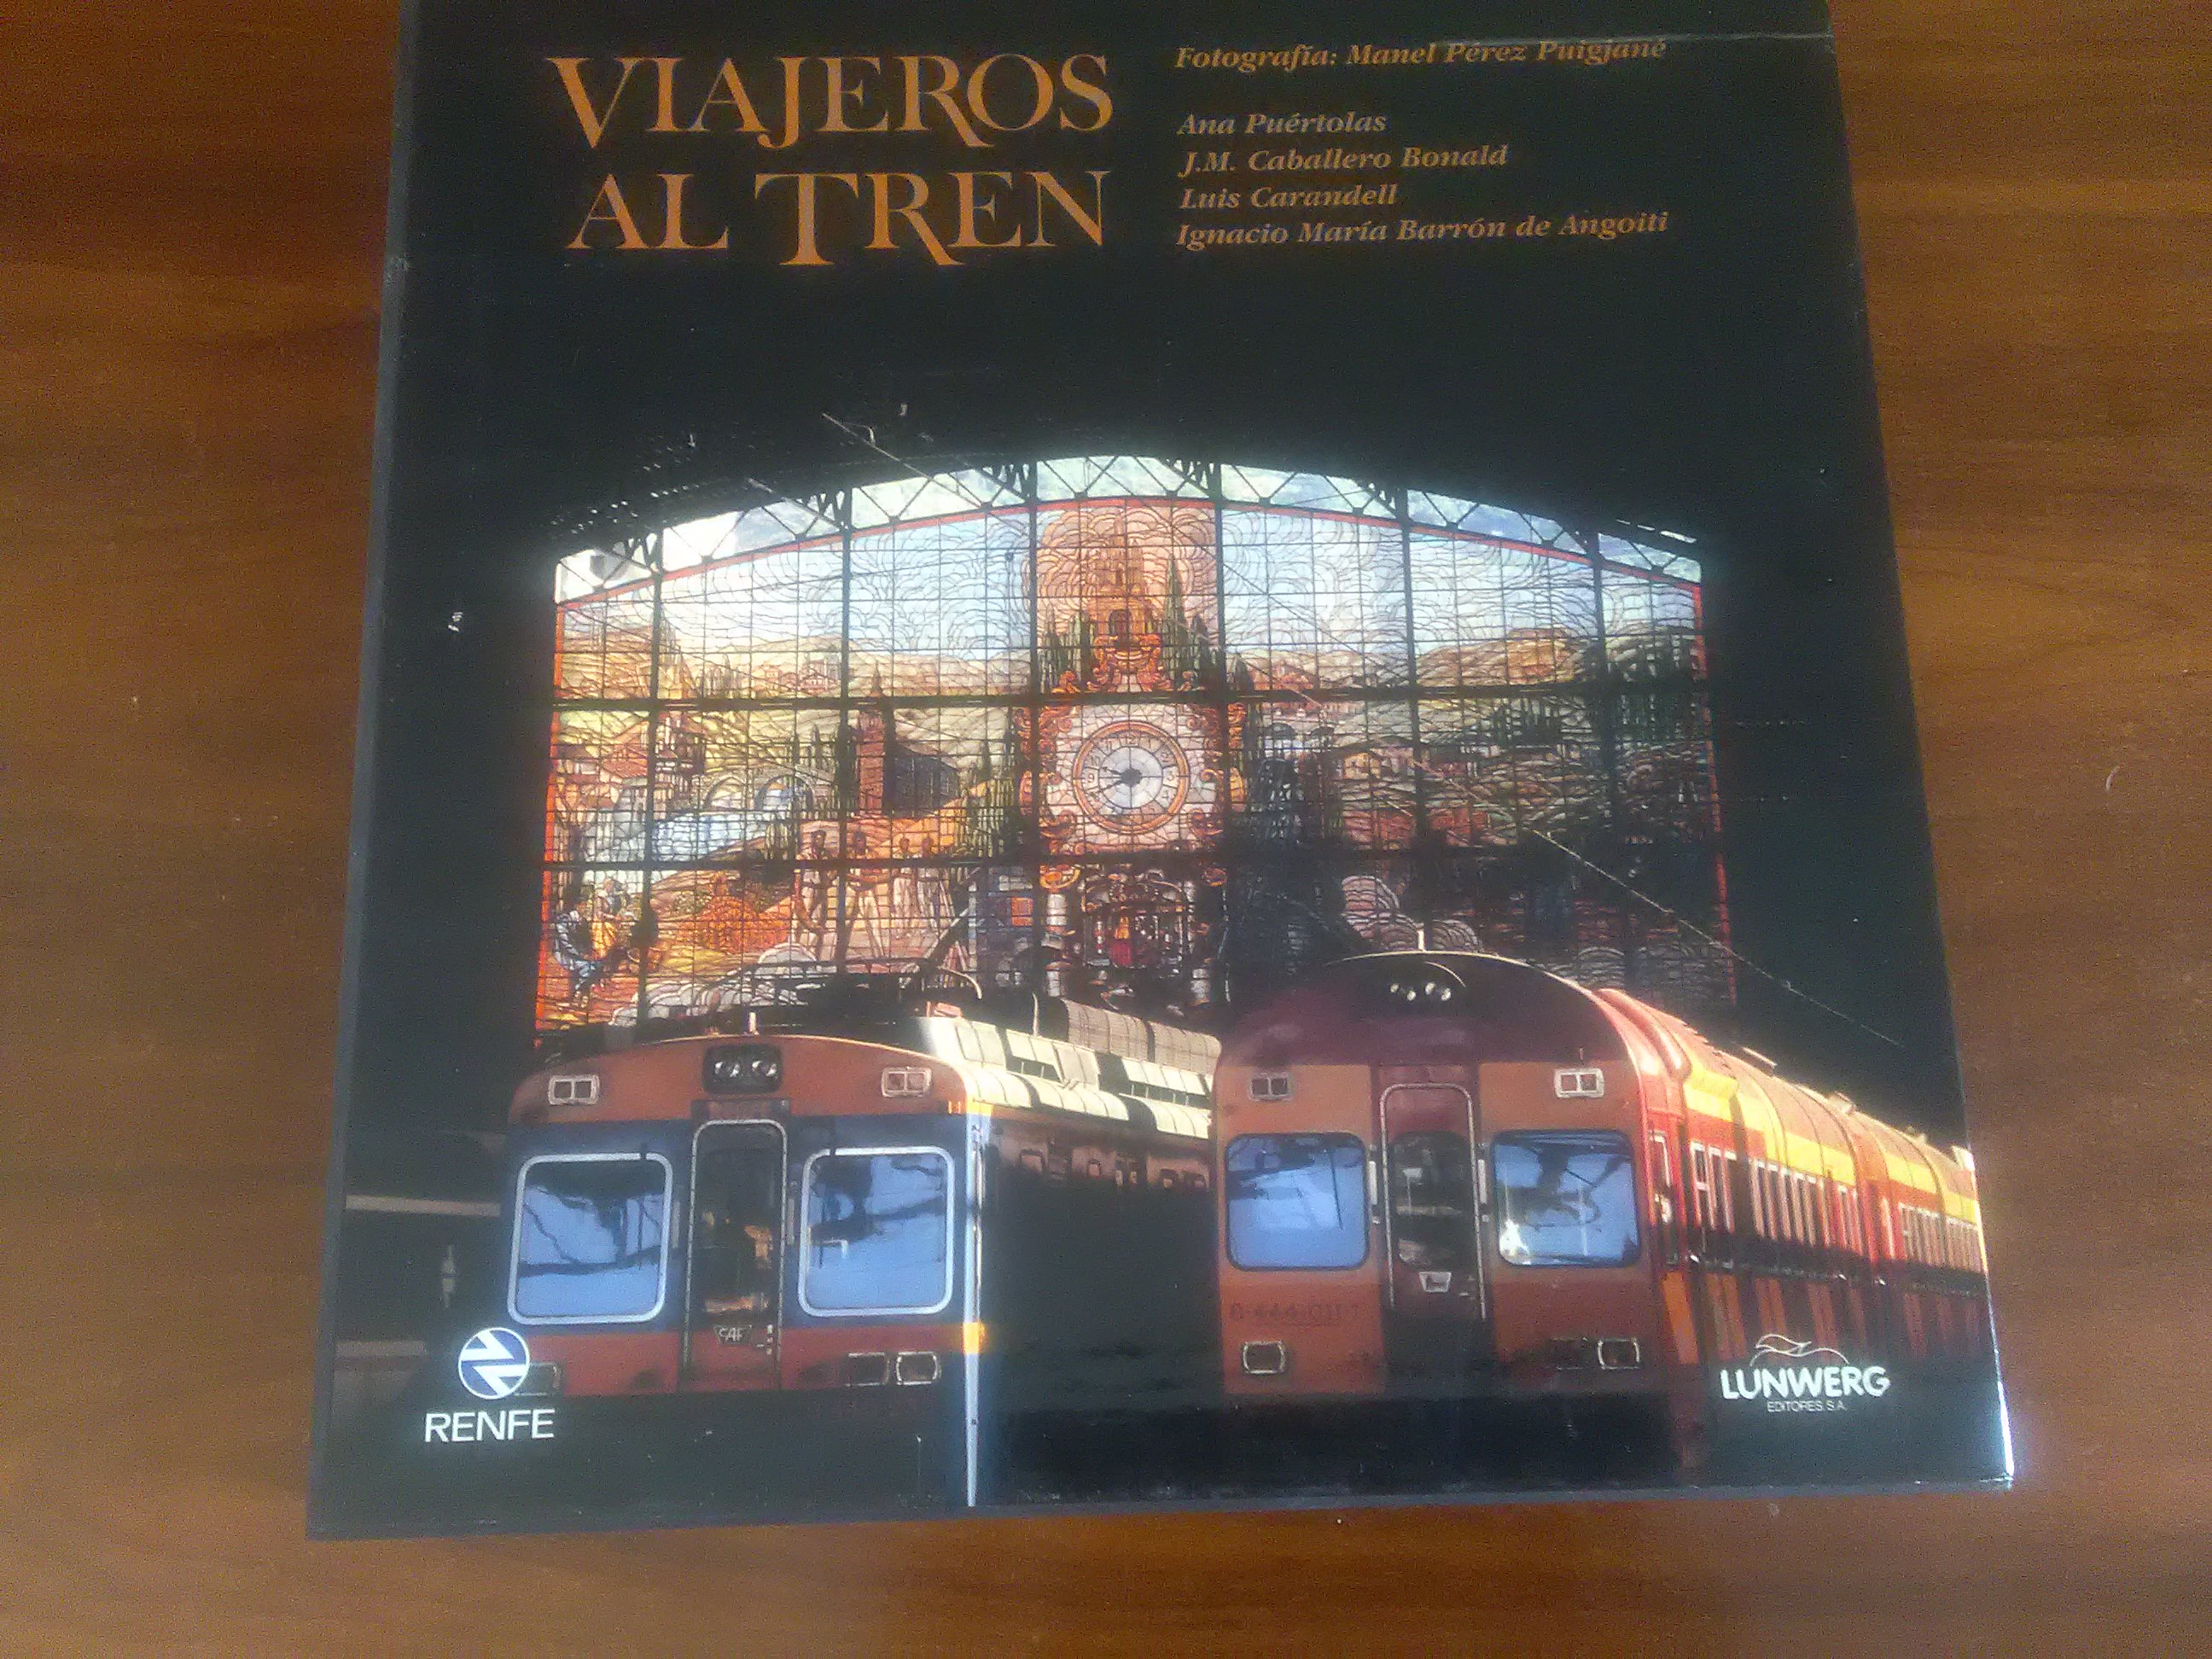 VIAJEROS
AL TREN
Fotografía: Manel Pérez Puigjané
Ana Puértolas
J.M. Caballero Bonald
Luis Carandell
Ignacio María Barrón de Angoiti
CAF
RENFE
LUNWERG
EDITORES, S.A.